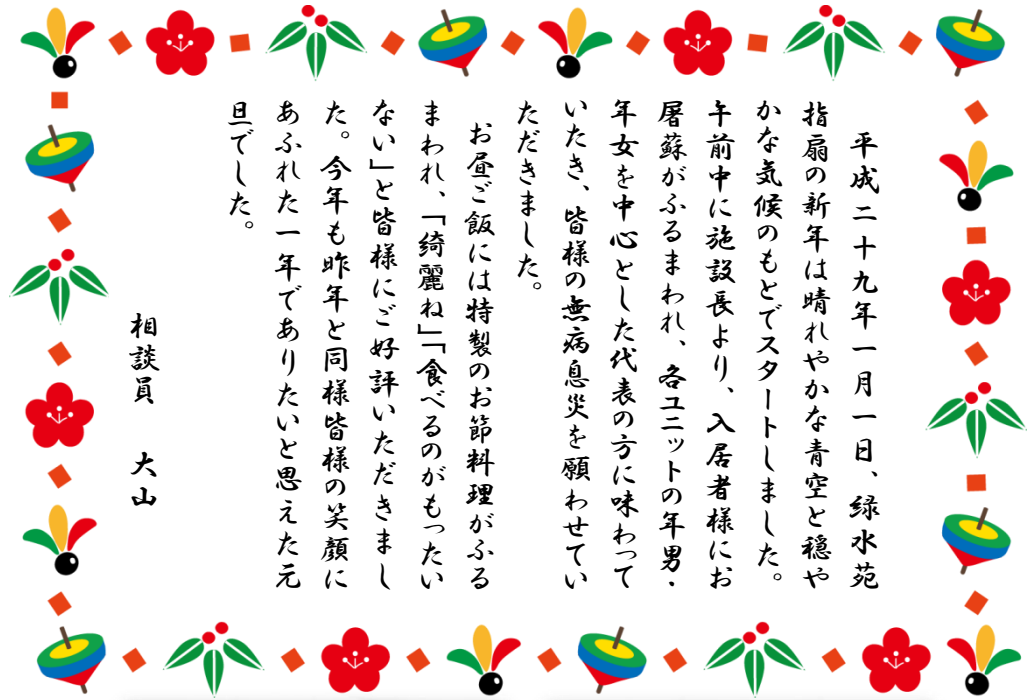 平成二十九年一月一日、緑水苑
指扇の新年は晴れやかな青空と穏や
かな気候のもとでスタートしました。
午前中に施設長より、入居者様にお
屠蘇がふるまわれ、各ユニットの年男・
年女を中心とした代表の方に味わって
いたき、皆様の無病息災を願わせてい
ただきました。
お昼ご飯には特製のお節料理がふる
まわれ、「綺麗ね」「食べるのがもったい
ない」と皆様にご好評いただきまし
た。今年も昨年と同様皆様の笑顔に
あふれた一年でありたいと思えた元
旦でした。
相談員 大山